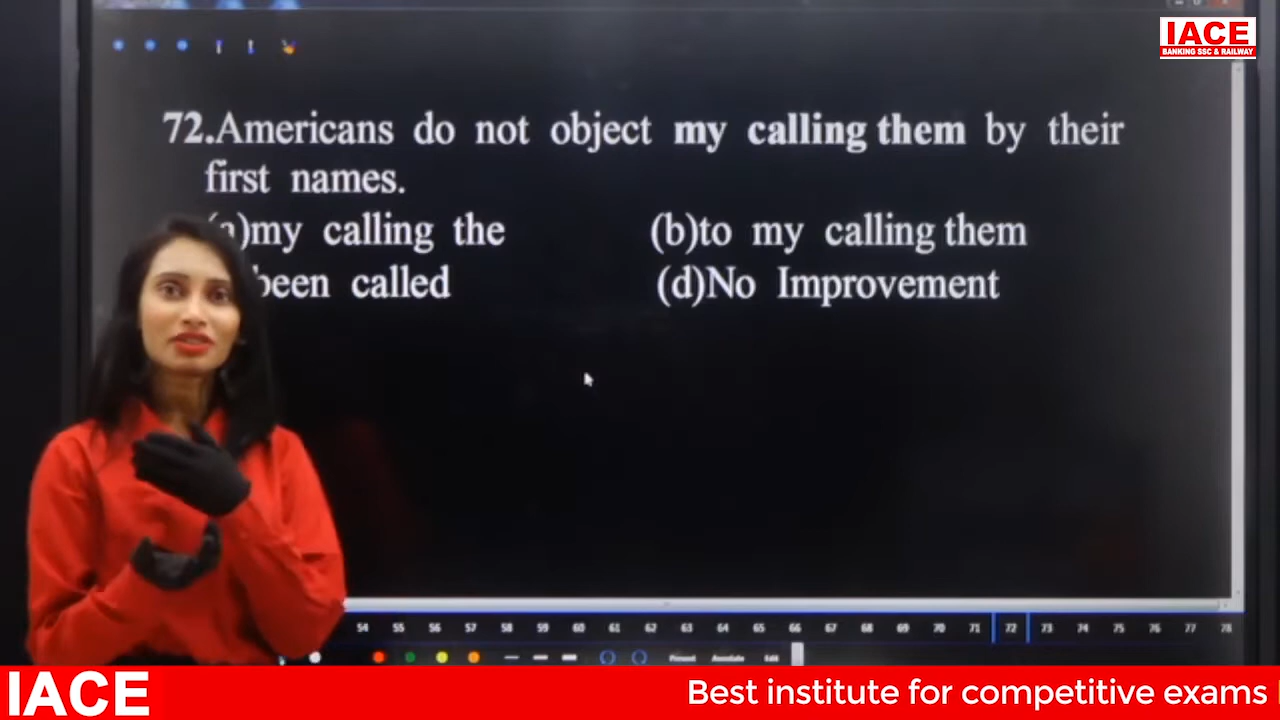 IACE
BANKING SSC & RAILWAY
72.Americans do not object my calling them by their
first names.
a)my calling the (b)to my calling them
been called (d)No Improvement
54 55 56 57 58 59 60 61 62 63 64 65 66 67 68 69 70 71 72 73 74 75 76 77 78
Present Annotate Edit
IACE Best institute for competitive exams